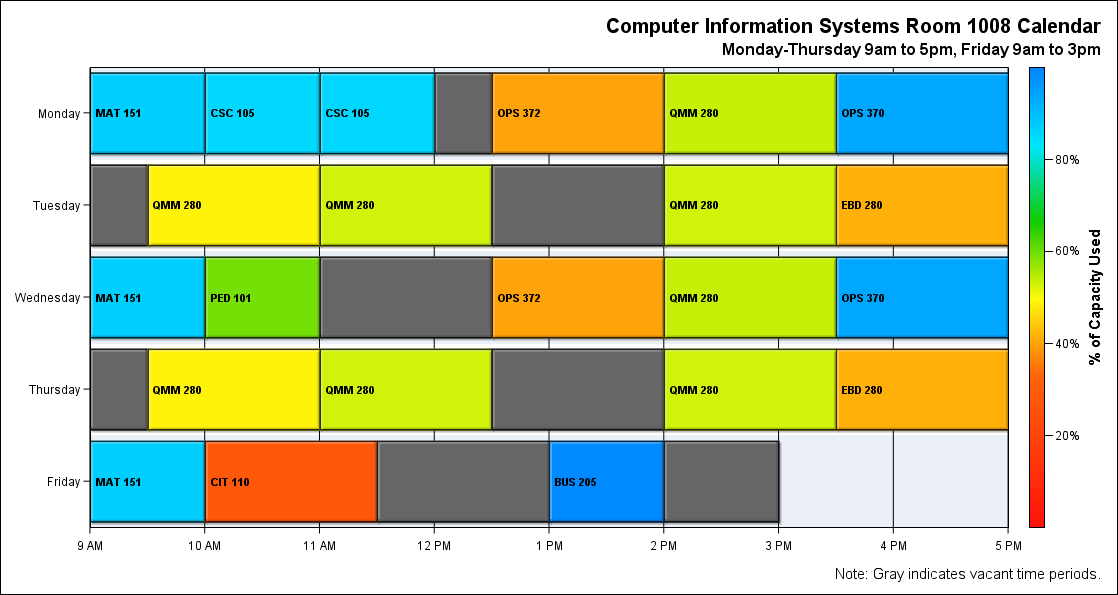 Computer Information Systems Room 1008 Calendar
Monday-Thursday 9am to 5pm, Friday 9am to 3pm
Monday MAT 151 CSC 105 CSC 105 OPS 372 QMM 280 OPS 370
Tuesday QMM 280 QMM 280 QMM 280 EBD 280
Wednesday MAT 151 PED 101 OPS 372 QMM 280 OPS 370
Thursday QMM 280 QMM 280 QMM 280 EBD 280
Friday MAT 151 CIT 110 BUS 205
9 AM 10 AM 11 AM 12 PM 1 PM 2 PM 3 PM 4 PM 5 PM
80%
60%
40%
20%
% of Capacity Used
Note: Gray indicates vacant time periods.